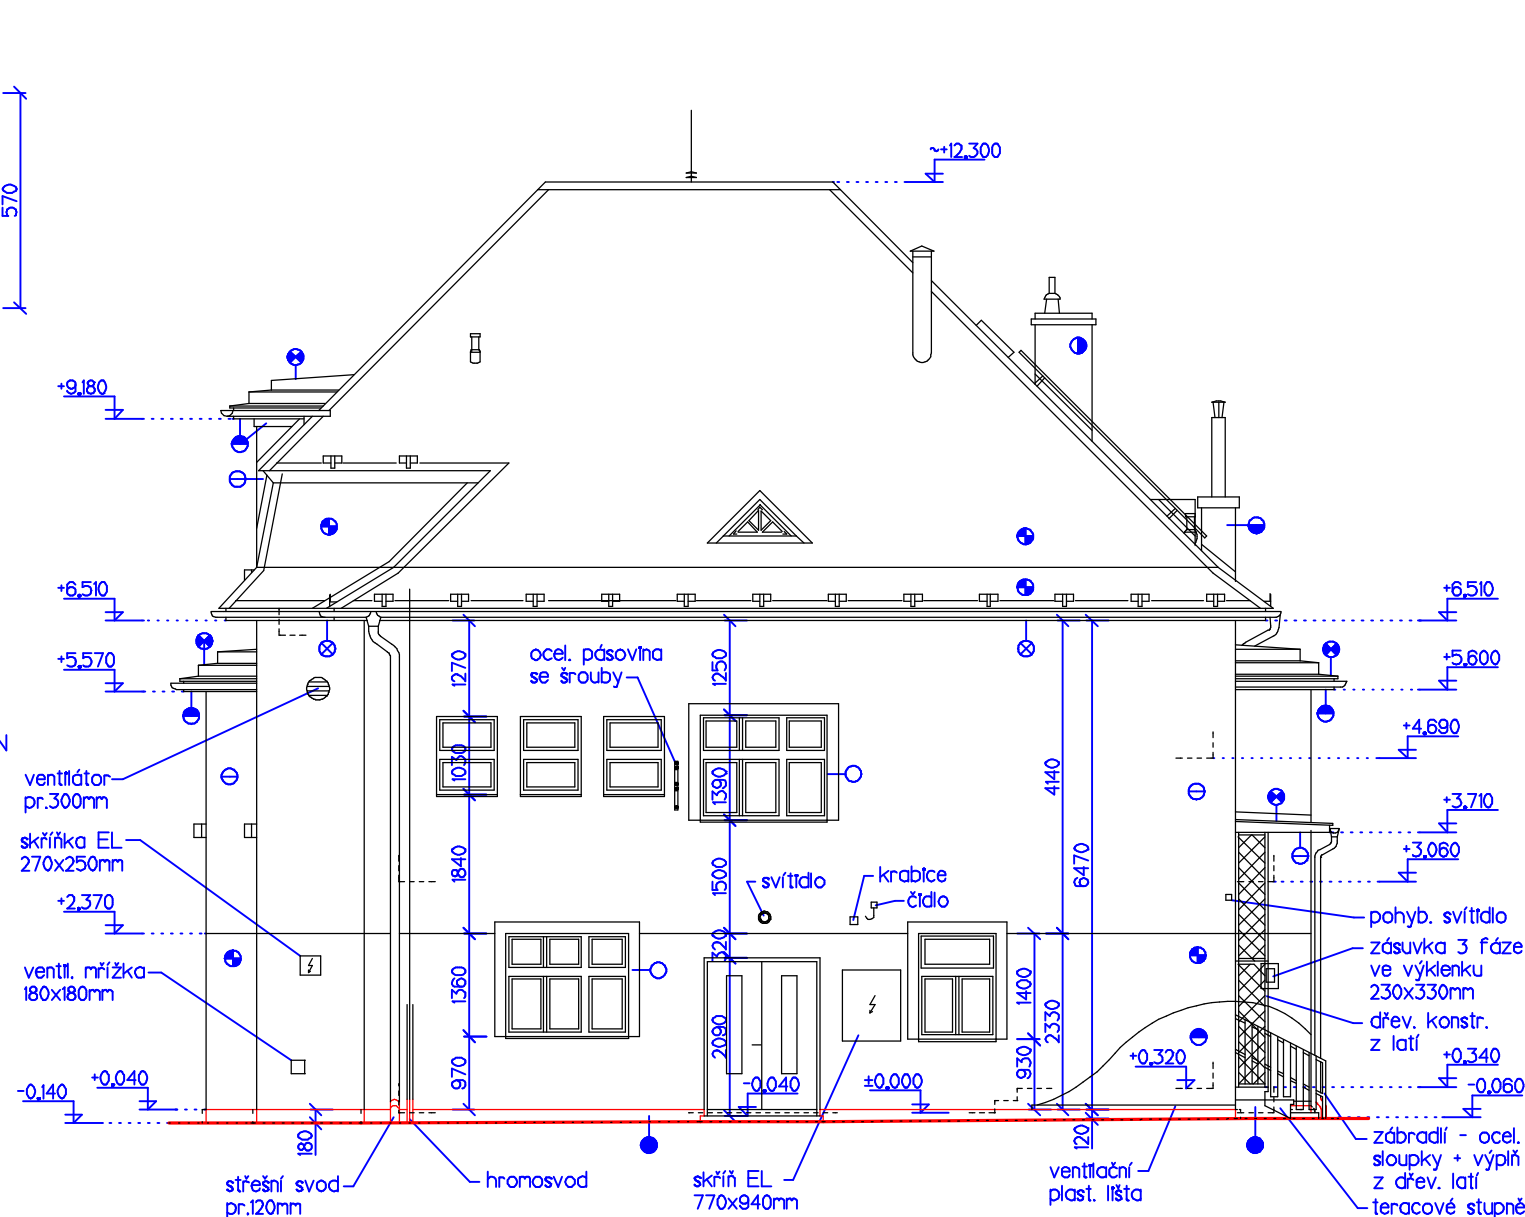 ~+12,300
570
+9,180
+6,510
+6,510
+5,570
+5,600
ocel. pásovina
se šrouby
1270
1250
N
+4,690
ventilátor
pr.300mm
1030
1390
4140
+3,710
skříňka EL
270x250mm
1840
1500
6470
+3,060
svítidlo
krabice
čidlo
+2,370
pohyb. svítidlo
320
zásuvka 3 fáze
ve výklenku
230x330mm
ventil. mřížka
180x180mm
1360
1400
2330
2090
dřev. konstr.
z latí
970
930
+0,320
+0,340
-0,140
+0,040
-0,040
±0,000
-0,060
180
120
zábradlí - ocel.
sloupky + výplň
z dřev. latí
teracové stupně
střešní svod
pr.120mm
hromosvod
skříň EL
770x940mm
ventilační
plast. lišta